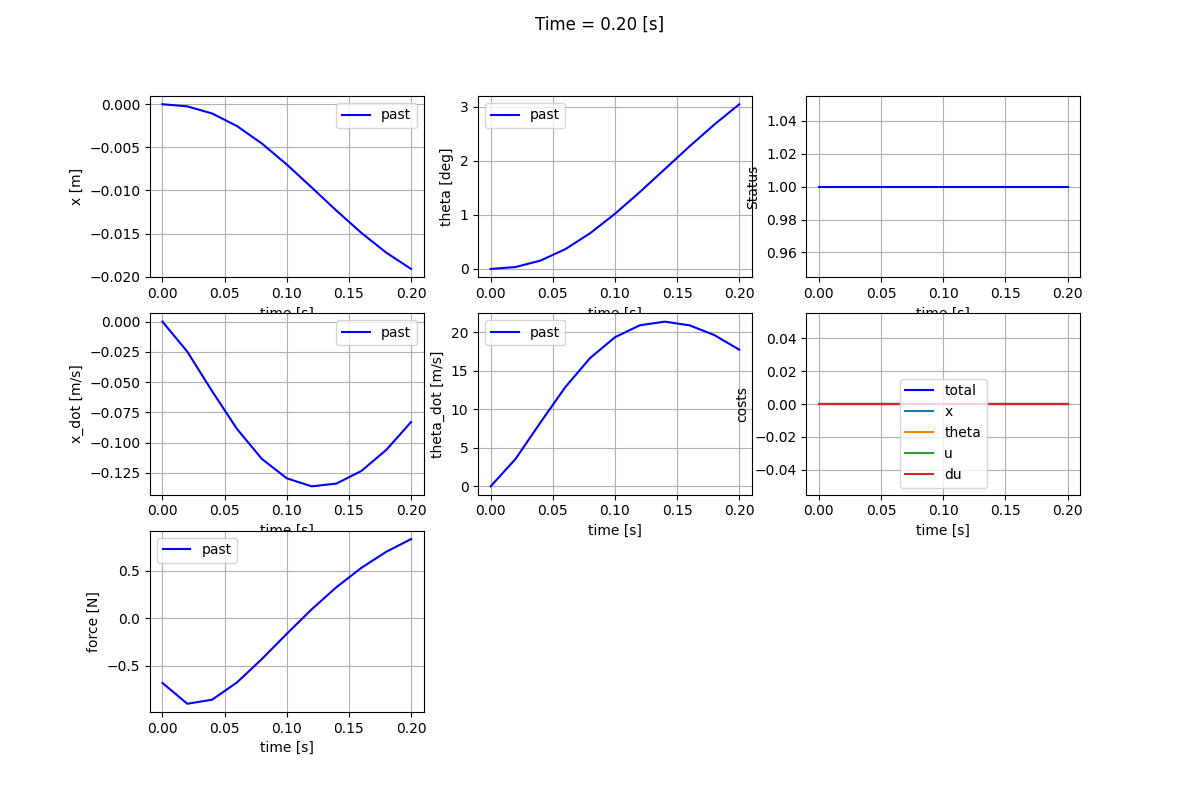 Time = 0.20 [s]
0.000
−0.005
−0.010
−0.015
−0.020
x [m]
past
0.00 0.05 0.10 0.15 0.20
time [s]
3
2
1
0
theta [deg]
past
0.00 0.05 0.10 0.15 0.20
time [s]
1.04
1.02
1.00
0.98
0.96
Status
0.00 0.05 0.10 0.15 0.20
time [s]
0.000
−0.025
−0.050
−0.075
−0.100
−0.125
x_dot [m/s]
past
0.00 0.05 0.10 0.15 0.20
time [s]
20
15
10
5
0
theta_dot [m/s]
past
0.00 0.05 0.10 0.15 0.20
time [s]
0.04
0.02
0.00
−0.02
−0.04
costs
total
x
theta
u
du
0.00 0.05 0.10 0.15 0.20
time [s]
0.5
0.0
−0.5
force [N]
past
0.00 0.05 0.10 0.15 0.20
time [s]